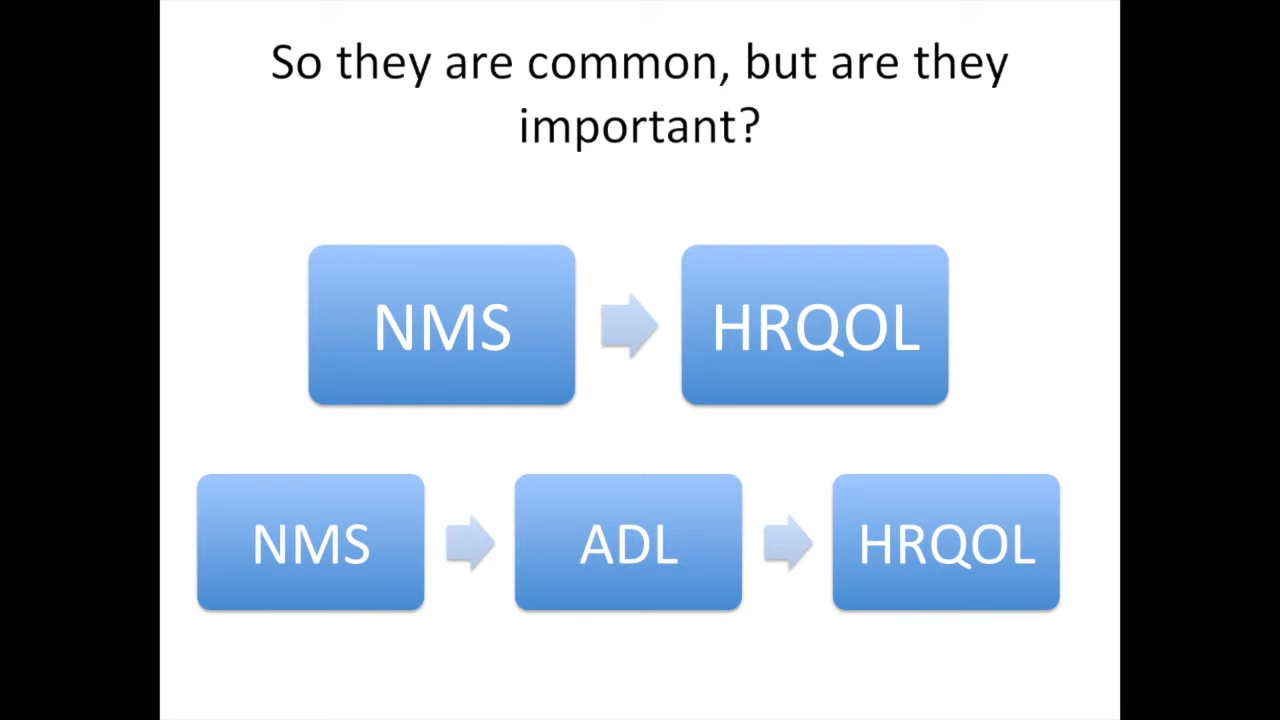 So they are common, but are they
important?
NMS
HRQOL
NMS
ADL
HRQOL